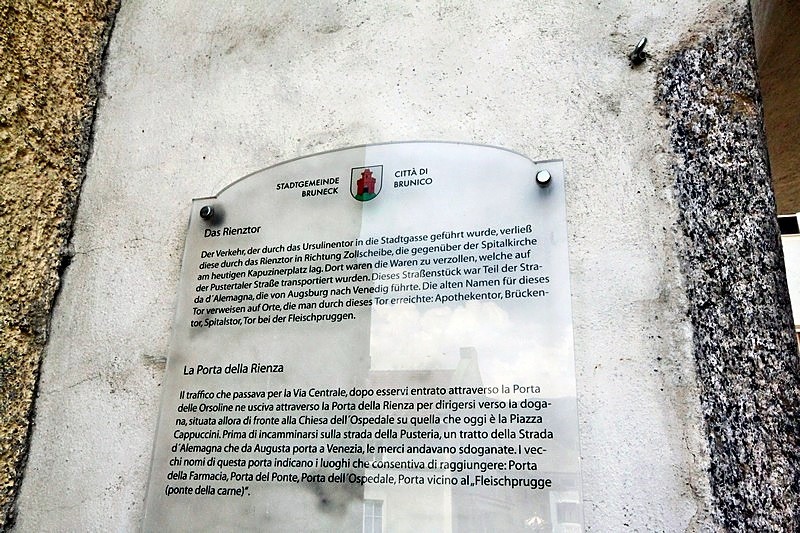 STADTGEMEINDE
BRUNECK
CITTÀ DI
BRUNICO
Das Rienztor
Der Verkehr, der durch das Ursulinentor in die Stadtgasse geführt wurde, verließ
diese durch das Rienztor in Richtung Zollscheibe, die gegenüber der Spitalkirche
am heutigen Kapuzinerplatz lag. Dort waren die Waren zu verzollen, welche auf
der Pustertaler Straße transportiert wurden. Dieses Straßenstück war Teil der Stra-
da d´Alemagna, die von Augsburg nach Venedig führte. Die alten Namen für dieses
Tor verweisen auf Orte, die man durch dieses Tor erreichte: Apothekentor, Brücken-
tor, Spitalstor, Tor bei der Fleischpruggen.
La Porta della Rienza
Il traffico che passava per la Via Centrale, dopo esservi entrato attraverso la Porta
delle Orsoline ne usciva attraverso la Porta della Rienza per dirigersi verso la doga-
na, situata allora di fronte alla Chiesa dell´Ospedale su quella che oggi è la Piazza
Cappuccini. Prima di incamminarsi sulla strada della Pusteria, un tratto della Strada
d´Alemagna che da Augusta porta a Venezia, le merci andavano sdoganate. I vec-
chi nomi di questa porta indicano i luoghi che consentiva di raggiungere: Porta
della Farmacia, Porta del Ponte, Porta dell´Ospedale, Porta vicino al „Fleischprugge
(ponte della carne)“.